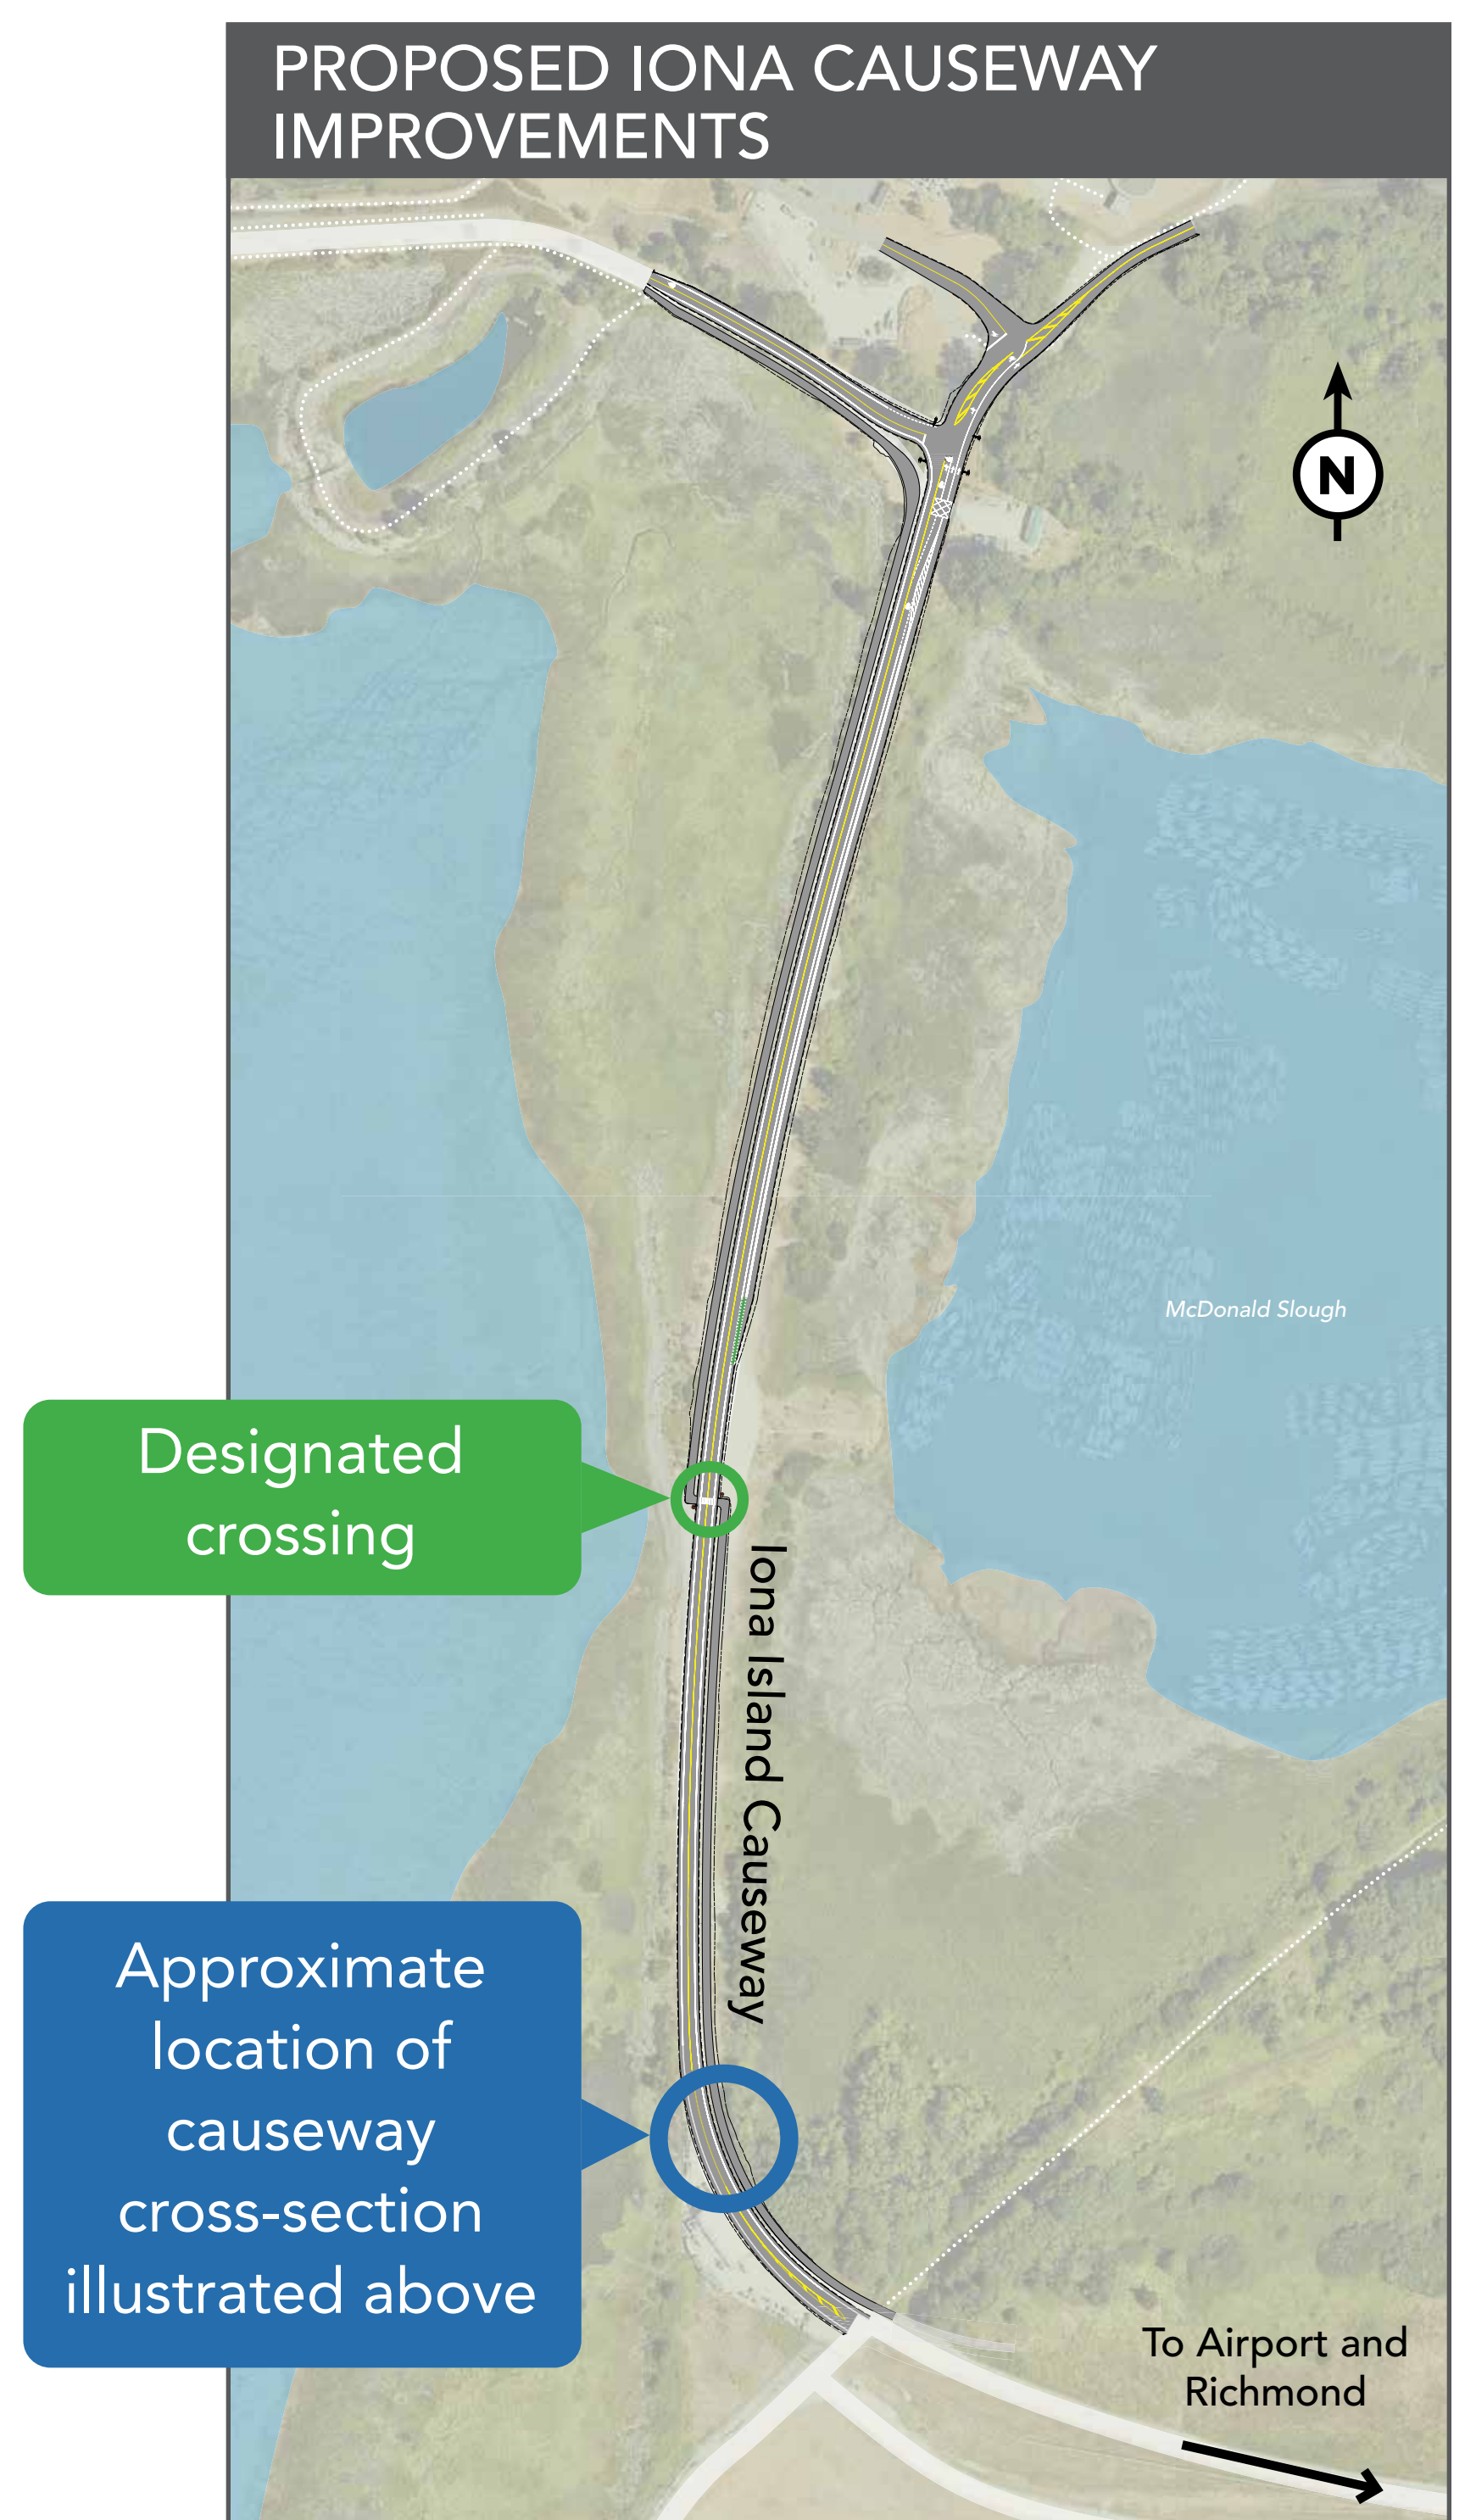 PROPOSED IONA CAUSEWAY
IMPROVEMENTS
N
McDonald Slough
Designated
crossing
Iona Island Causeway
Approximate
location of
causeway
cross-section
illustrated above
To Airport and
Richmond